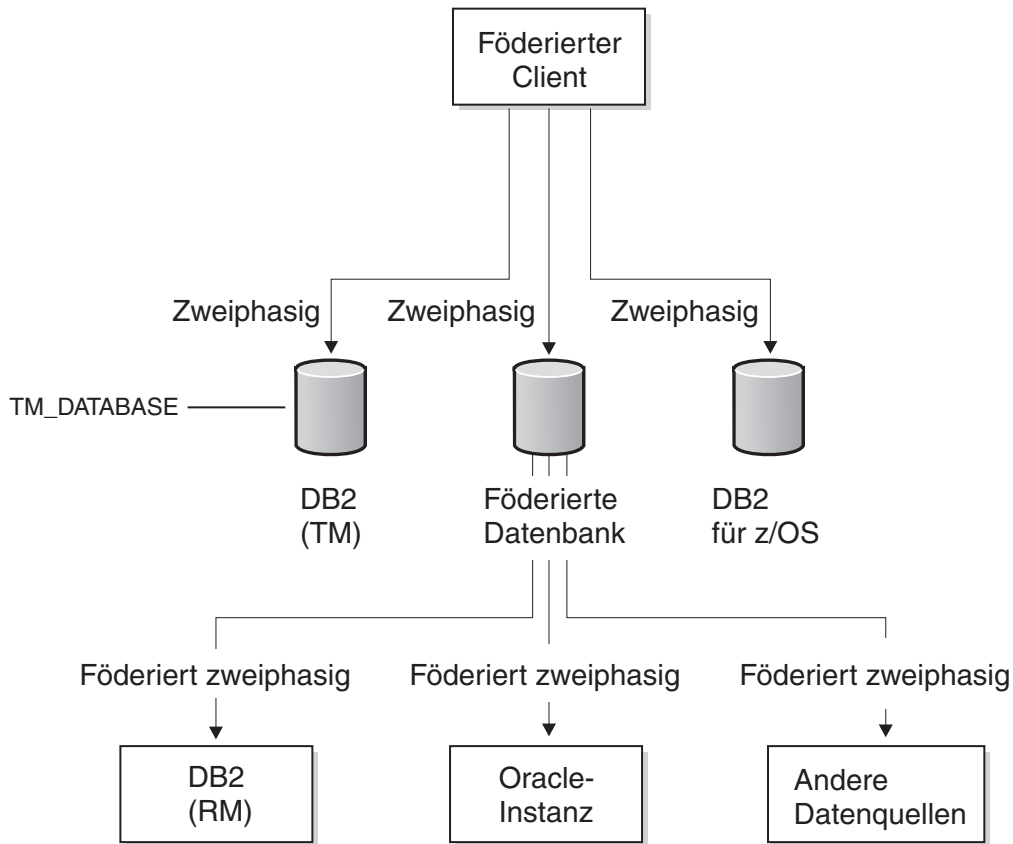 Föderierter
Client
Zweiphasig
Zweiphasig
Zweiphasig
TM_DATABASE
DB2
(TM)
Föderierte
Datenbank
DB2
für z/OS
Föderiert zweiphasig
Föderiert zweiphasig
Föderiert zweiphasig
DB2
(RM)
Oracle-
Instanz
Andere
Datenquellen